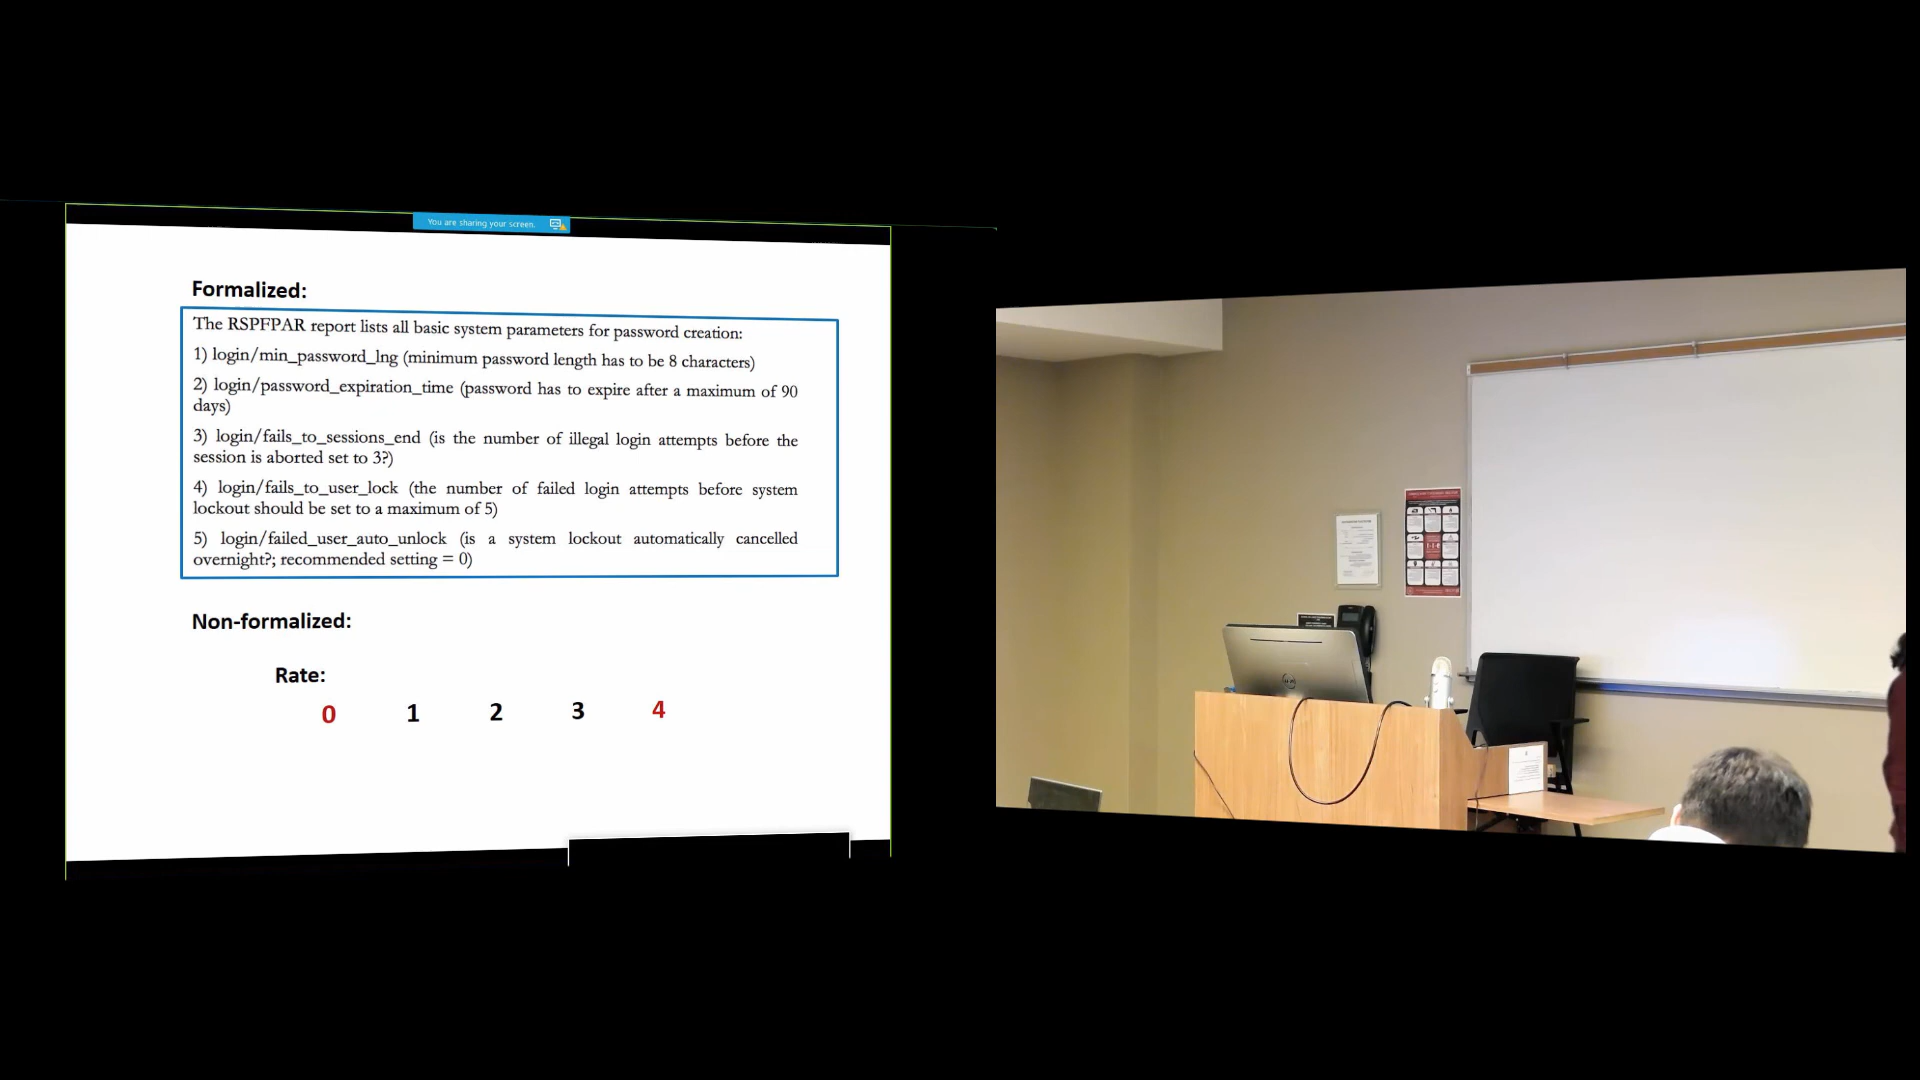 You are sharing your screen.
Formalized:
The RSPFPAR report lists all basic system parameters for password creation:
1) login/min_password_lng (minimum password length has to be 8 characters)
2) login/password_expiration_time (password has to expire after a maximum of 90
days)
3) login/fails_to_sessions_end (is the number of illegal login attempts before the
session is aborted set to 3?)
4) login/fails_to_user_lock (the number of failed login attempts before system
lockout should be set to a maximum of 5)
5) login/failed_user_auto_unlock (is a system lockout automatically cancelled
overnight?; recommended setting = 0)
Non-formalized:
Rate:
0 1 2 3 4